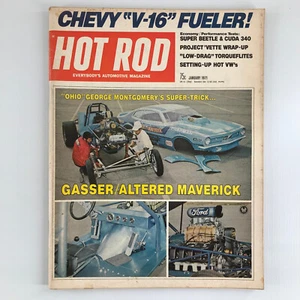 CHEVY "V-16" FUELER!
HOT ROD
EVERYBODY'S AUTOMOTIVE MAGAZINE
Economy/Performance Tests:
SUPER BEETLE & CUDA 340
PROJECT 'VETTE WRAP-UP
"LOW-DRAG" TORQUEFLITES
SETTING-UP HOT VW's
75¢ JANUARY 1971
"OHIO" GEORGE MONTGOMERY'S SUPER-TRICK...
GASSER/ALTERED MAVERICK
Ford